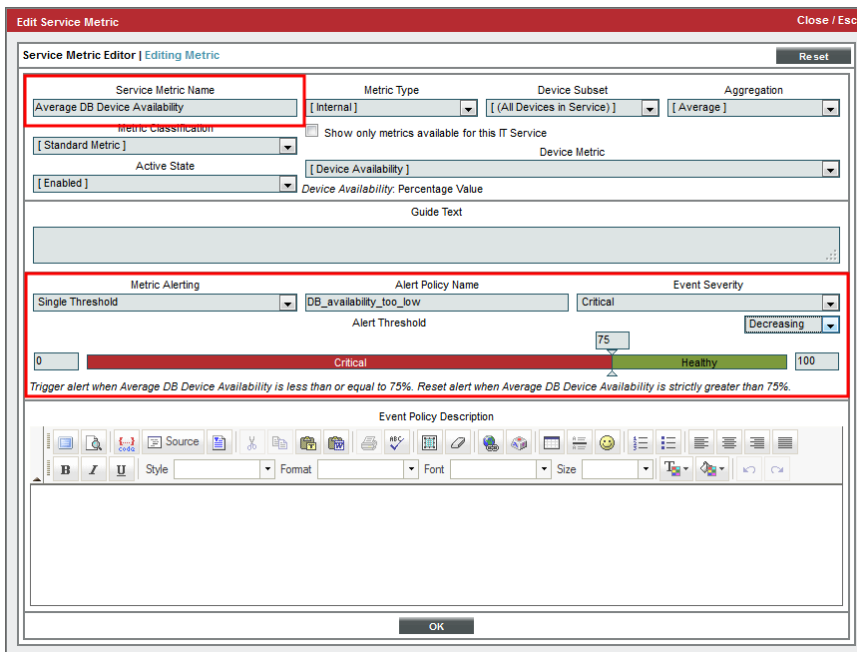 Edit Service Metric
Close / Esc
Service Metric Editor | Editing Metric
Reset
Service Metric Name
Metric Type
Device Subset
Aggregation
Average DB Device Availability
[ Internal ]
[ (All Devices in Service) ]
[ Average ]
Metric Classification
Show only metrics available for this IT Service
[ Standard Metric ]
Device Metric
Active State
[ Device Availability ]
[ Enabled ]
Device Availability: Percentage Value
Guide Text
Metric Alerting
Alert Policy Name
Event Severity
Single Threshold
DB_availability_too_low
Critical
Alert Threshold
Decreasing
75
0
Critical
Healthy
100
Trigger alert when Average DB Device Availability is less than or equal to 75%. Reset alert when Average DB Device Availability is strictly greater than 75%.
Event Policy Description
Source
B I U Style Format Font Size
OK